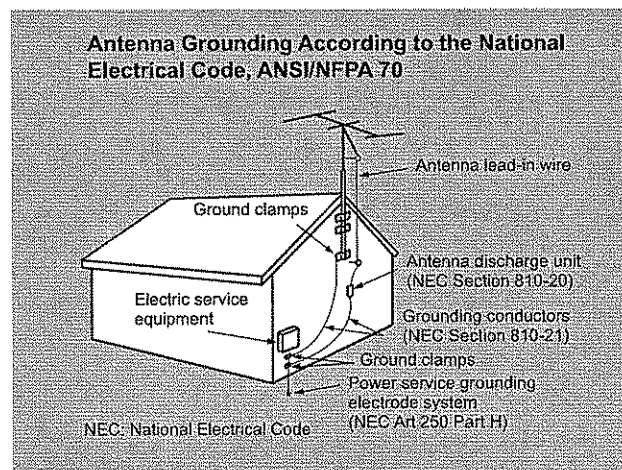 Antenna Grounding According to the National
Electrical Code, ANSI/NFPA 70
Antenna lead-in wire
Ground clamps
Antenna discharge unit
(NEC Section 810-20)
Electric service
equipment
Grounding conductors
(NEC Section 810-21)
Ground clamps
Power service grounding
electrode system
(NEC Art 250 Part H)
NEC: National Electrical Code